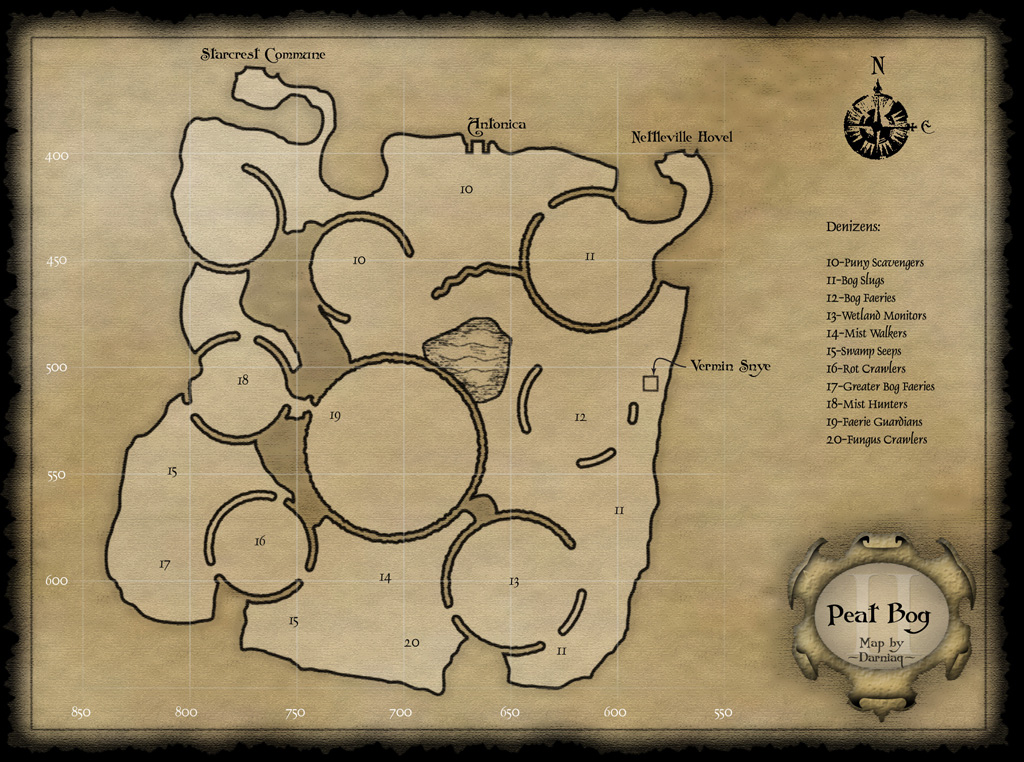 Starcrest Commune
N
Antonica
E
Nettleville Hovel
400
10
Denizens:
11
450
10
10-Puny Scavengers
11-Bog Slugs
12-Bog Faeries
13-Wetland Monitors
14-Mist Walkers
15-Swamp Seeps
16-Rot Crawlers
17-Greater Bog Faeries
18-Mist Hunters
19-Faerie Guardians
20-Fungus Crawlers
500
Vermin Snye
18
19
12
15
550
11
16
17
14
13
600
15
20
11
II
Peat Bog
Map by
~Darniaq~
850
800
750
700
650
600
550